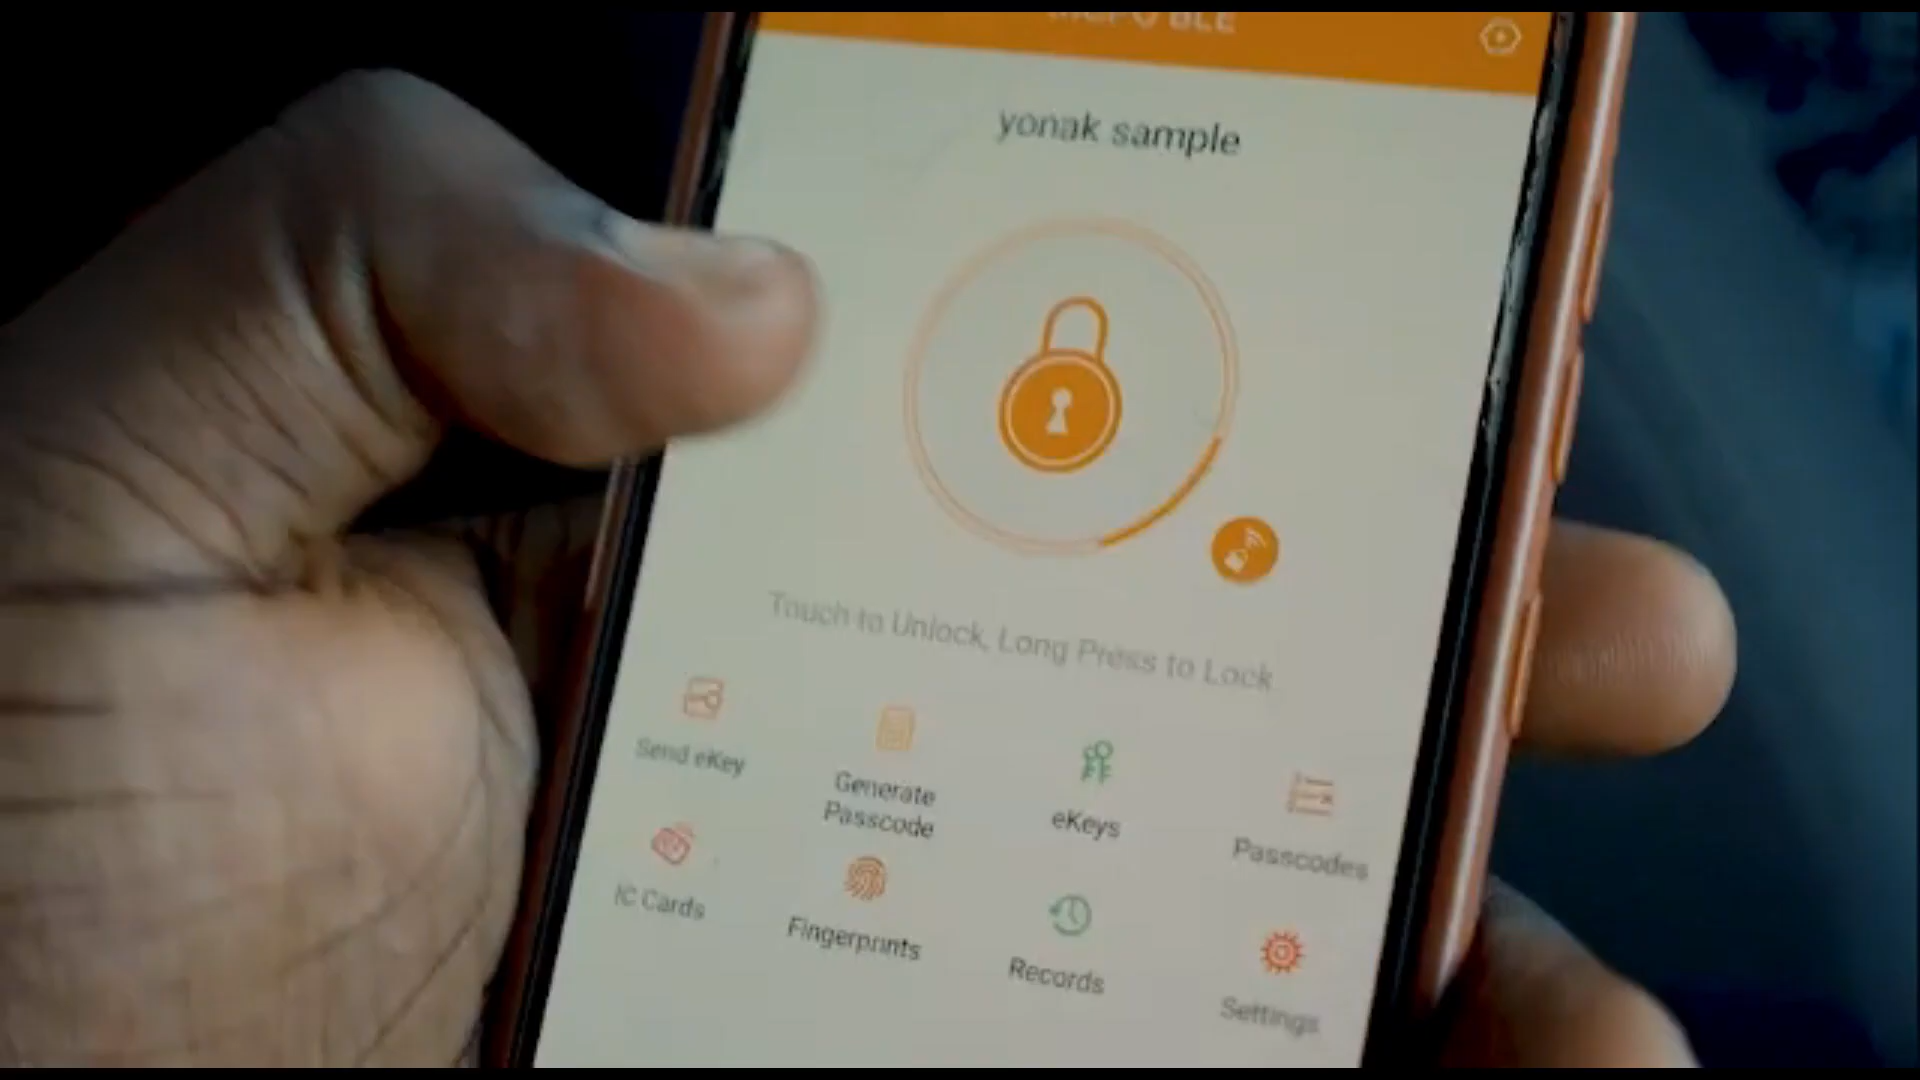 BLE
yonak sample
Touch to Unlock, Long Press to Lock
Send eKey
Generate
Passcode
eKeys
Passcodes
IC Cards
Fingerprints
Records
Settings